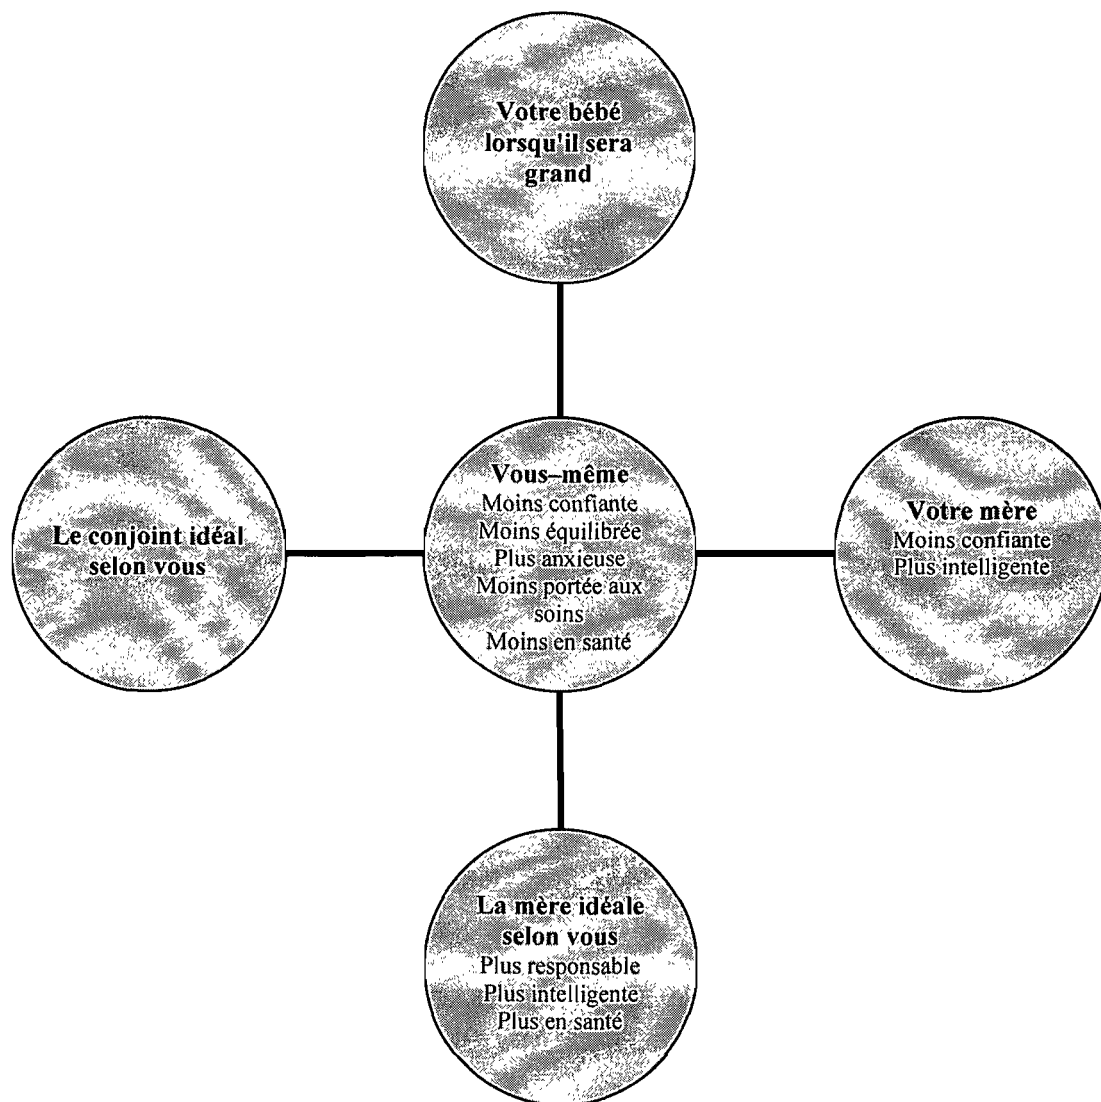 Votre bébé
lorsqu'il sera
grand
Le conjoint idéal
selon vous
Vous–même
Moins confiante
Moins équilibrée
Plus anxieuse
Moins portée aux
soins
Moins en santé
Votre mère
Moins confiante
Plus intelligente
La mère idéale
selon vous
Plus responsable
Plus intelligente
Plus en santé